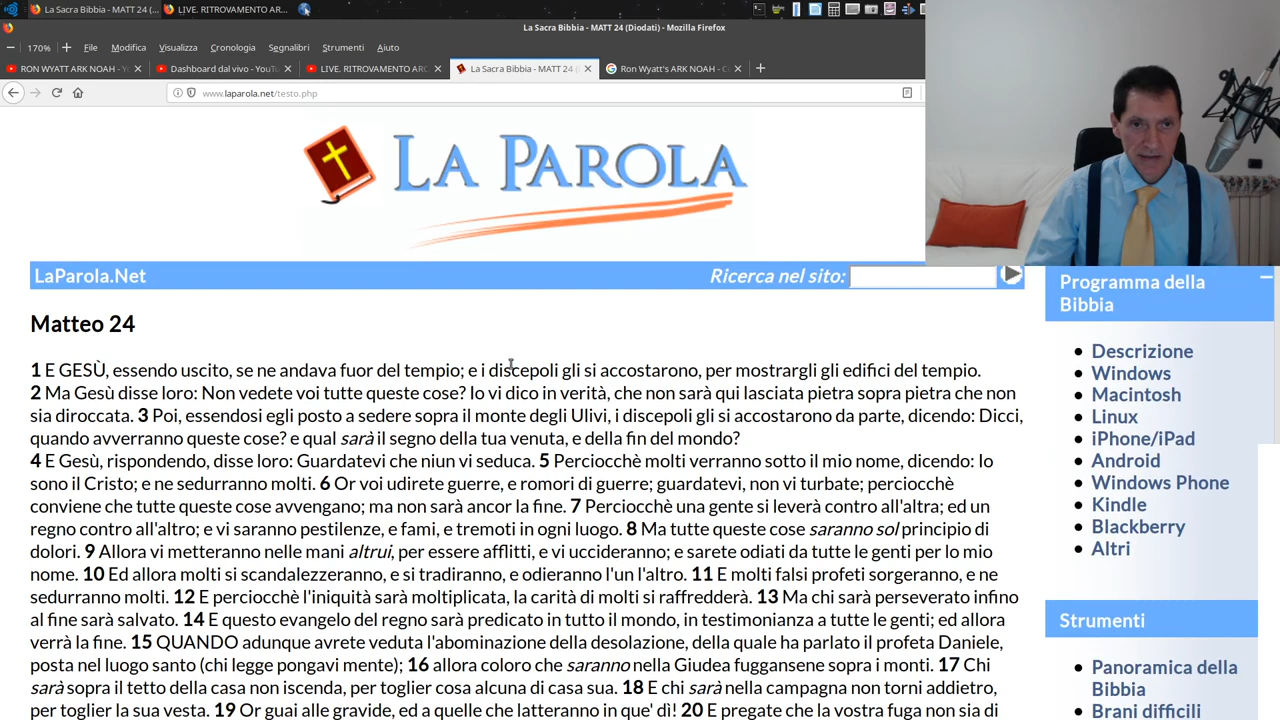 La Sacra Bibbia - MATT 24 (Diodati) - ...
LIVE. RITROVAMENTO AR...
La Sacra Bibbia - MATT 24 (Diodati) - Mozilla Firefox
170%
File Modifica Visualizza Cronologia Segnalibri Strumenti Aiuto
RON WYATT ARK NOAH - Y
Dashboard dal vivo - YouTu
LIVE. RITROVAMENTO ARC
La Sacra Bibbia - MATT 24 (
Ron Wyatt's ARK NOAH - C
www.laparola.net/testo.php
LA PAROLA
LaParola.Net
Ricerca nel sito:
Matteo 24
1 E GESÙ, essendo uscito, se ne andava fuor del tempio; e i discepoli gli si accostarono, per mostrargli gli edifici del tempio.
2 Ma Gesù disse loro: Non vedete voi tutte queste cose? Io vi dico in verità, che non sarà qui lasciata pietra sopra pietra che non
sia diroccata. 3 Poi, essendosi egli posto a sedere sopra il monte degli Ulivi, i discepoli gli si accostarono da parte, dicendo: Dicci,
quando avverranno queste cose? e qual sarà il segno della tua venuta, e della fin del mondo?
4 E Gesù, rispondendo, disse loro: Guardatevi che niun vi seduca. 5 Perciocchè molti verranno sotto il mio nome, dicendo: Io
sono il Cristo; e ne sedurranno molti. 6 Or voi udirete guerre, e romori di guerre; guardatevi, non vi turbate; perciocchè
conviene che tutte queste cose avvengano; ma non sarà ancor la fine. 7 Perciocchè una gente si leverà contro all'altra; ed un
regno contro all'altro; e vi saranno pestilenze, e fami, e tremoti in ogni luogo. 8 Ma tutte queste cose saranno sol principio di
dolori. 9 Allora vi metteranno nelle mani altrui, per essere afflitti, e vi uccideranno; e sarete odiati da tutte le genti per lo mio
nome. 10 Ed allora molti si scandalezzeranno, e si tradiranno, e odieranno l'un l'altro. 11 E molti falsi profeti sorgeranno, e ne
sedurranno molti. 12 E perciocchè l'iniquità sarà moltiplicata, la carità di molti si raffredderà. 13 Ma chi sarà perseverato infino
al fine sarà salvato. 14 E questo evangelo del regno sarà predicato in tutto il mondo, in testimonianza a tutte le genti; ed allora
verrà la fine. 15 QUANDO adunque avrete veduta l'abominazione della desolazione, della quale ha parlato il profeta Daniele,
posta nel luogo santo (chi legge pongavi mente); 16 allora coloro che saranno nella Giudea fuggansene sopra i monti. 17 Chi
sarà sopra il tetto della casa non iscenda, per toglier cosa alcuna di casa sua. 18 E chi sarà nella campagna non torni addietro,
per toglier la sua vesta. 19 Or guai alle gravide, ed a quelle che latteranno in que' dì! 20 E pregate che la vostra fuga non sia di
Programma della
Bibbia
Descrizione
Windows
Macintosh
Linux
iPhone/iPad
Android
Windows Phone
Kindle
Blackberry
Altri
Strumenti
Panoramica della
Bibbia
Brani difficili